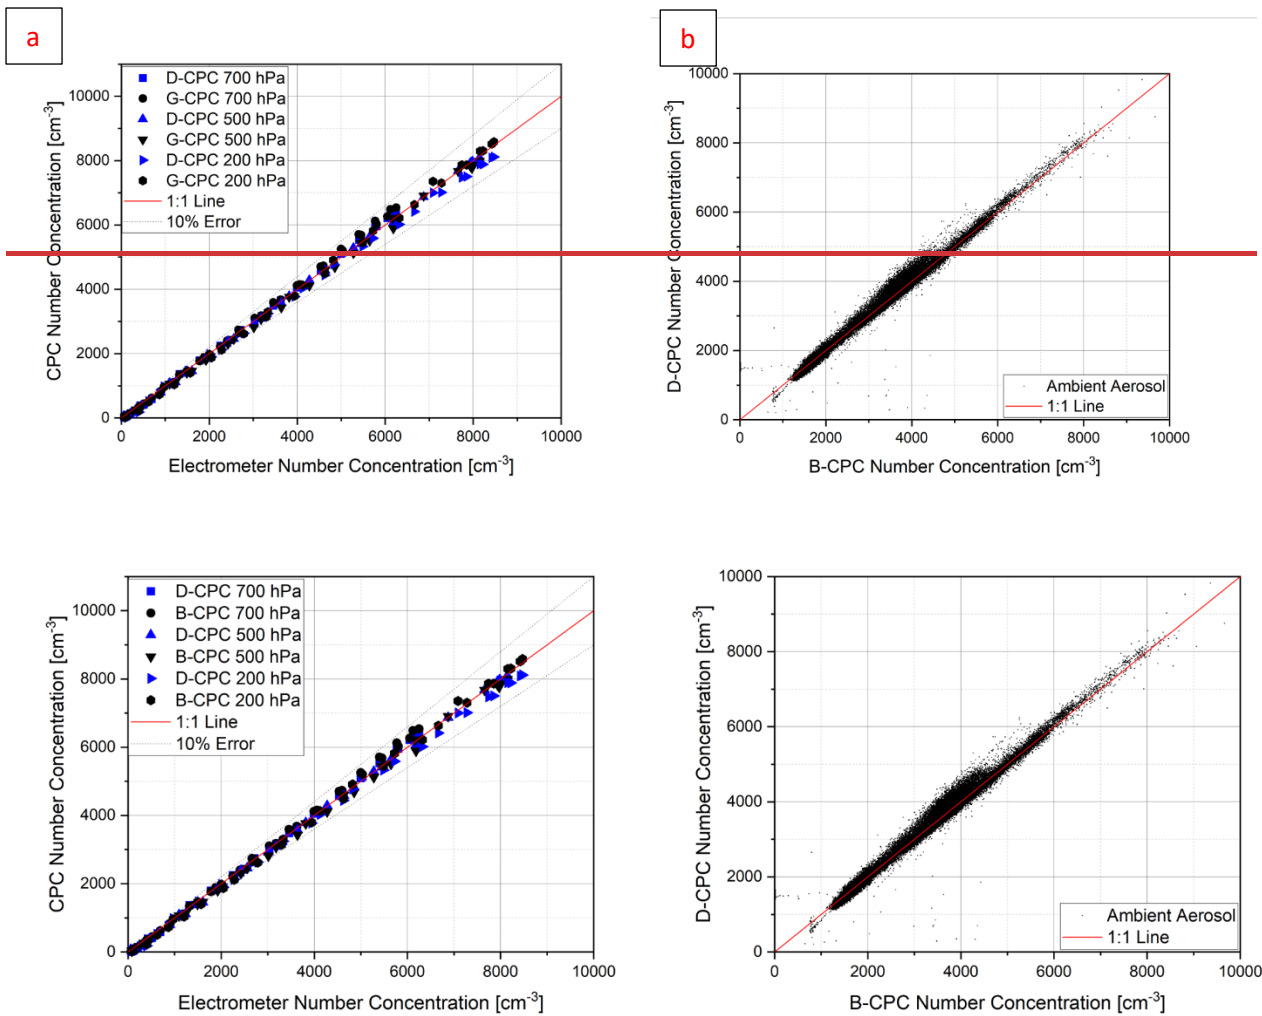 a
b
CPC Number Concentration [cm-3]
10000
8000
6000
4000
2000
0
D-CPC 700 hPa
G-CPC 700 hPa
D-CPC 500 hPa
G-CPC 500 hPa
D-CPC 200 hPa
G-CPC 200 hPa
1:1 Line
10% Error
0 2000 4000 6000 8000 10000
Electrometer Number Concentration [cm-3]
D-CPC Number Concentration [cm-3]
10000
8000
6000
4000
2000
0
Ambient Aerosol
1:1 Line
0 2000 4000 6000 8000 10000
B-CPC Number Concentration [cm-3]
CPC Number Concentration [cm-3]
10000
8000
6000
4000
2000
0
D-CPC 700 hPa
B-CPC 700 hPa
D-CPC 500 hPa
B-CPC 500 hPa
D-CPC 200 hPa
B-CPC 200 hPa
1:1 Line
10% Error
0 2000 4000 6000 8000 10000
Electrometer Number Concentration [cm-3]
D-CPC Number Concentration [cm-3]
10000
8000
6000
4000
2000
0
Ambient Aerosol
1:1 Line
0 2000 4000 6000 8000 10000
B-CPC Number Concentration [cm-3]